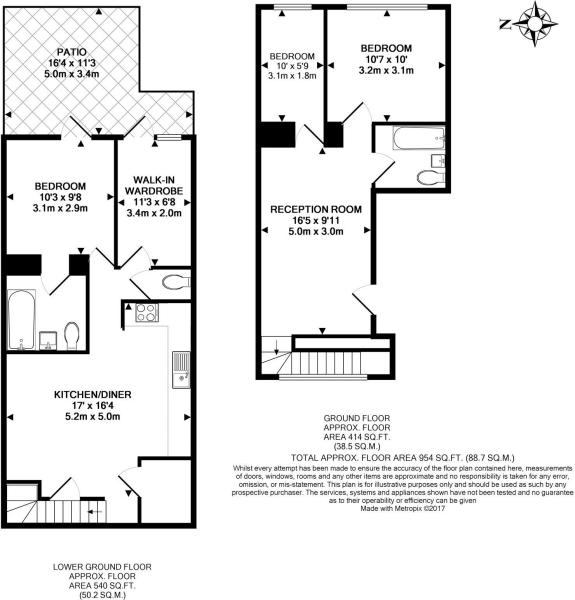 PATIO
16'4 x 11'3
5.0m x 3.4m
BEDROOM
10'3 x 9'8
3.1m x 2.9m
WALK-IN
WARDROBE
11'3 x 6'8
3.4m x 2.0m
KITCHEN/DINER
17' x 16'4
5.2m x 5.0m
LOWER GROUND FLOOR
APPROX. FLOOR
AREA 540 SQ.FT.
(50.2 SQ.M.)
BEDROOM
10' x 5'9
3.1m x 1.8m
BEDROOM
10'7 x 10'
3.2m x 3.1m
N
RECEPTION ROOM
16'5 x 9'11
5.0m x 3.0m
GROUND FLOOR
APPROX. FLOOR
AREA 414 SQ.FT.
(38.5 SQ.M.)
TOTAL APPROX. FLOOR AREA 954 SQ.FT. (88.7 SQ.M.)
Whilst every attempt has been made to ensure the accuracy of the floor plan contained here, measurements
of doors, windows, rooms and any other items are approximate and no responsibility is taken for any error,
omission, or mis-statement. This plan is for illustrative purposes only and should be used as such by any
prospective purchaser. The services, systems and appliances shown have not been tested and no guarantee
as to their operability or efficiency can be given
Made with Metropix ©2017